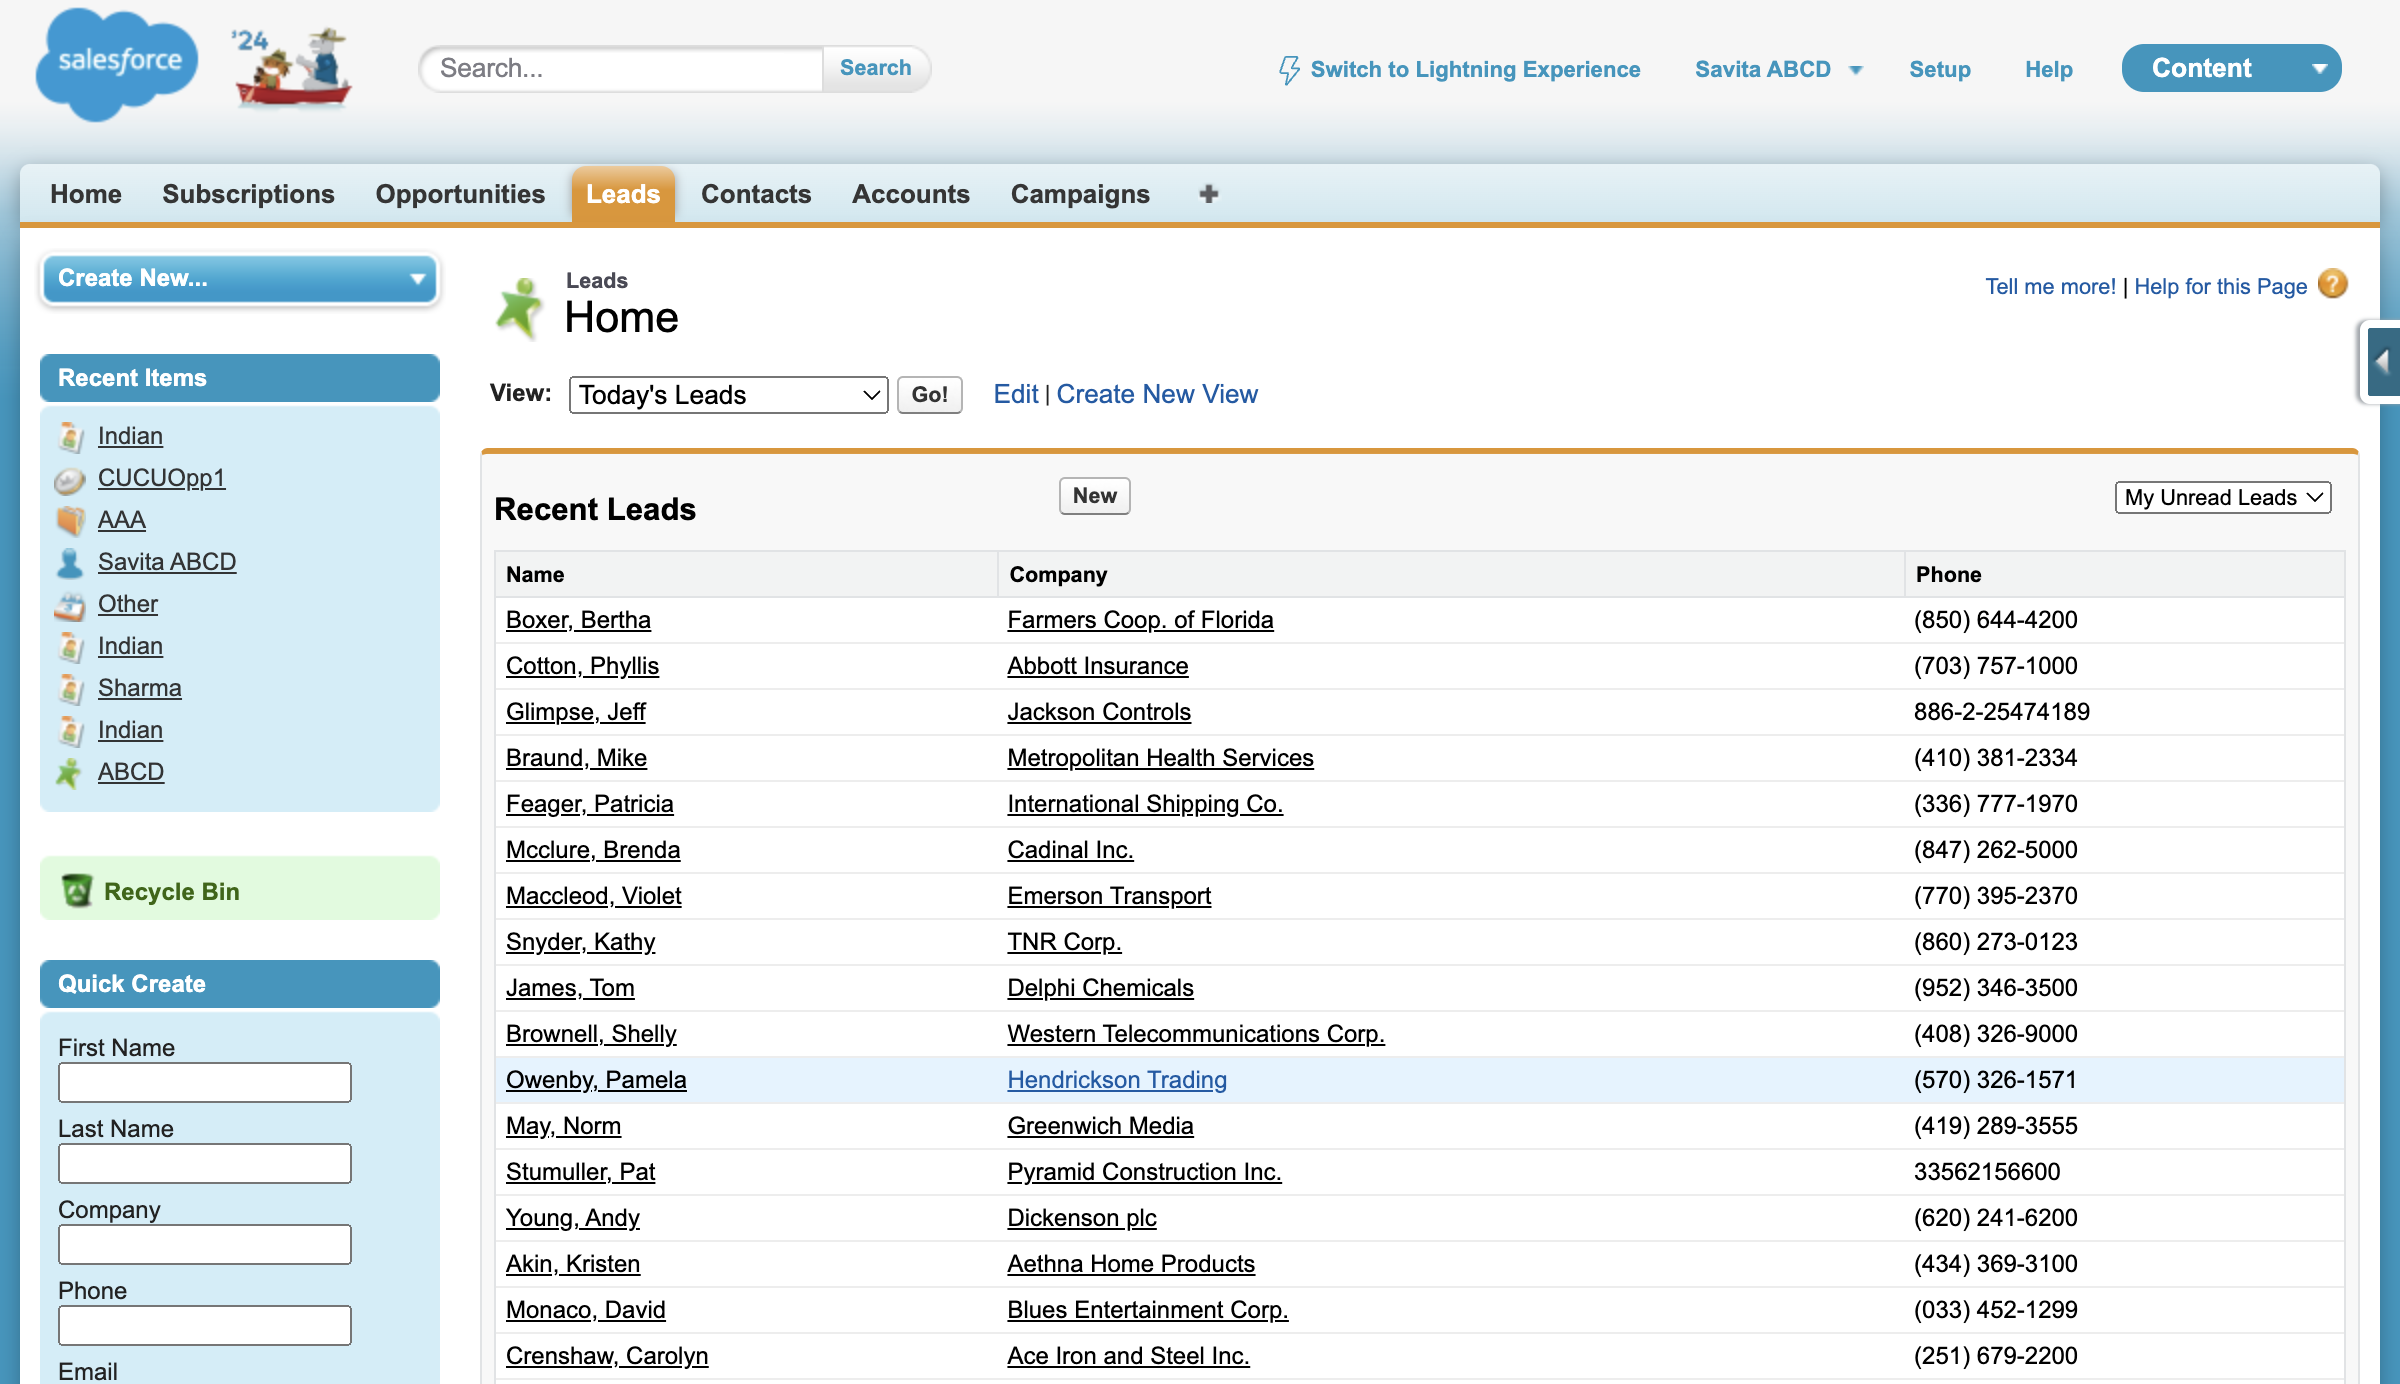 salesforce
'24
Search... Search
Switch to Lightning Experience Savita ABCD Setup Help Content
Home Subscriptions Opportunities Leads Contacts Accounts Campaigns
Create New...
Recent Items
Indian
CUCUOpp1
AAA
Savita ABCD
Other
Indian
Sharma
Indian
ABCD
Recycle Bin
Quick Create
First Name
Last Name
Company
Phone
Email
Leads
Home
Tell me more! | Help for this Page ?
View: Today's Leads Go! Edit | Create New View
Recent Leads New My Unread Leads
Name Company Phone
Boxer, Bertha Farmers Coop. of Florida (850) 644-4200
Cotton, Phyllis Abbott Insurance (703) 757-1000
Glimpse, Jeff Jackson Controls 886-2-25474189
Braund, Mike Metropolitan Health Services (410) 381-2334
Feager, Patricia International Shipping Co. (336) 777-1970
Mcclure, Brenda Cadinal Inc. (847) 262-5000
Maccleod, Violet Emerson Transport (770) 395-2370
Snyder, Kathy TNR Corp. (860) 273-0123
James, Tom Delphi Chemicals (952) 346-3500
Brownell, Shelly Western Telecommunications Corp. (408) 326-9000
Owenby, Pamela Hendrickson Trading (570) 326-1571
May, Norm Greenwich Media (419) 289-3555
Stumuller, Pat Pyramid Construction Inc. 33562156600
Young, Andy Dickenson plc (620) 241-6200
Akin, Kristen Aethna Home Products (434) 369-3100
Monaco, David Blues Entertainment Corp. (033) 452-1299
Crenshaw, Carolyn Ace Iron and Steel Inc. (251) 679-2200